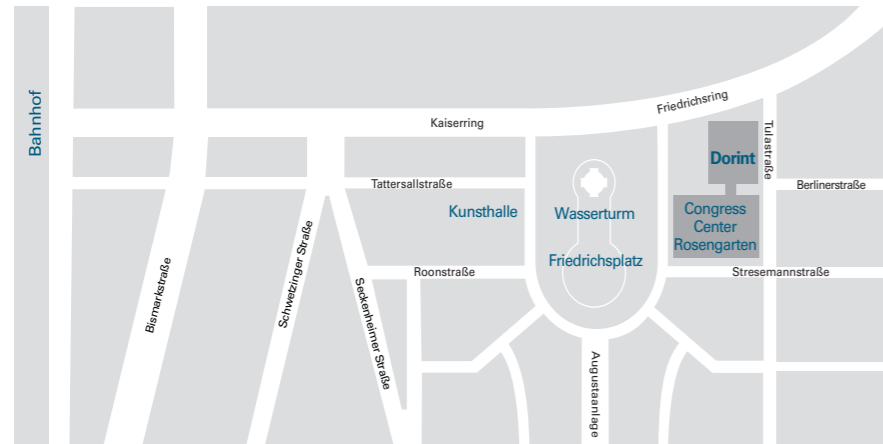 Bahnhof
Friedrichsring
Kaiserring
Tulastraße
Dorint
Tattersallstraße
Berlinerstraße
Kunsthalle
Wasserturm
Congress
Center
Rosengarten
Friedrichsplatz
Roonstraße
Stresemannstraße
Bismarkstraße
Schwetzinger Straße
Seckenheimer Straße
Augustaanlage